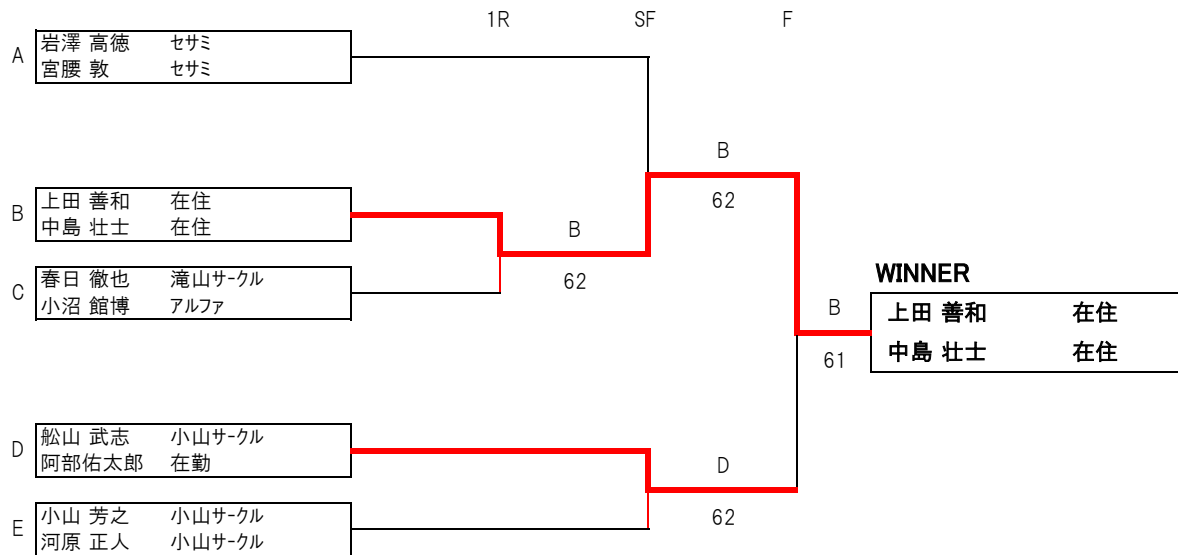 1R SF F
A
岩澤 高徳 セサミ
宮腰 敦 セサミ
B
上田 善和 在住
中島 壮士 在住
C
春日 徹也 滝山サークル
小沼 館博 アルファ
D
舩山 武志 小山サークル
阿部佑太郎 在勤
E
小山 芳之 小山サークル
河原 正人 小山サークル
B
62
B
62
D
62
B
61
WINNER
上田 善和 在住
中島 壮士 在住